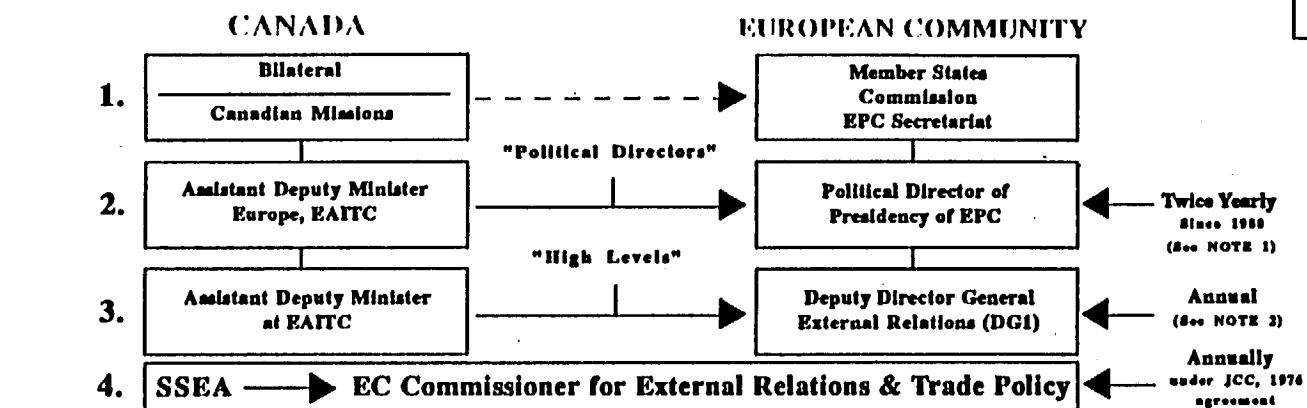 CANADA
EUROPEAN COMMUNITY
1.
Bilateral
Canadian Missions
Member States
Commission
EPC Secretariat
"Political Directors"
2.
Assistant Deputy Minister
Europe, EAITC
Political Director of
Presidency of EPC
Twice Yearly
Since 1988
(See NOTE 1)
"High Levels"
3.
Assistant Deputy Minister
at EAITC
Deputy Director General
External Relations (DG1)
Annual
(See NOTE 2)
4.
SSEA
EC Commissioner for External Relations & Trade Policy
Annually
under JCC, 1976
agreement